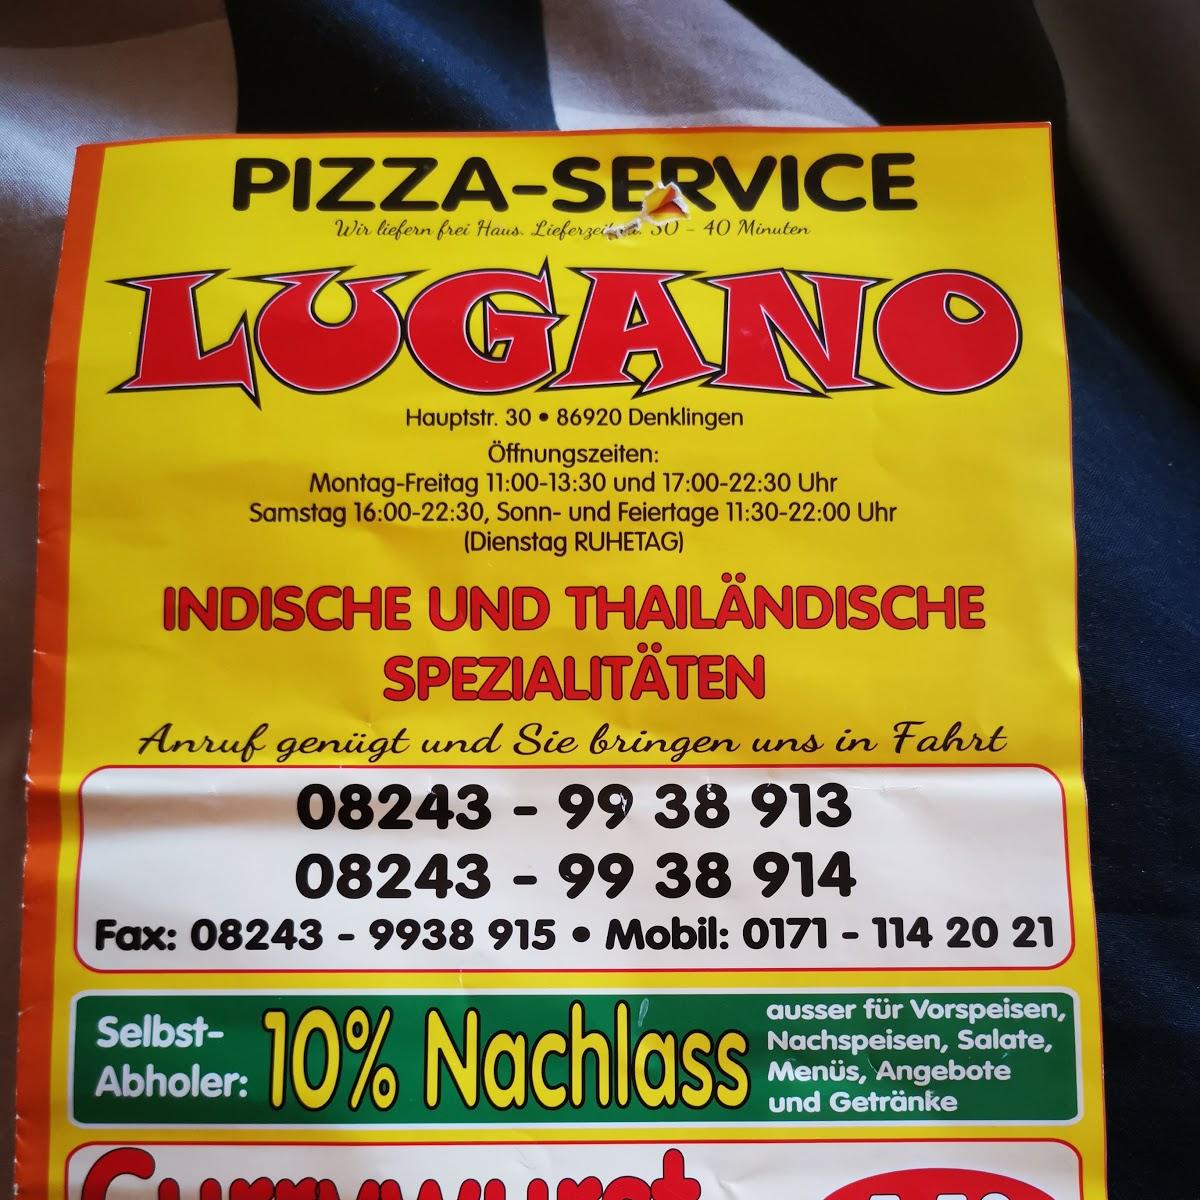 PIZZA-SERVICE
Wir liefern frei Haus. 30 - 40 Minuten
LUGANO
Hauptstr. 30 • 86920 Denklingen
Öffnungszeiten:
Montag-Freitag 11:00-13:30 und 17:00-22:30 Uhr
Samstag 16:00-22:30, Sonn- und Feiertage 11:30-22:00 Uhr
(Dienstag RUHETAG)
INDISCHE UND THAILÄNDISCHE
SPEZIALITÄTEN
Anruf genügt und Sie bringen uns in Fahrt
08243 - 99 38 913
08243 - 99 38 914
Fax: 08243 - 9938 915 • Mobil: 0171 - 114 20 21
Selbst-
Abholer:
10% Nachlass
ausser für Vorspeisen,
Nachspeisen, Salate,
Menüs, Angebote
und Getränke
Currywurst